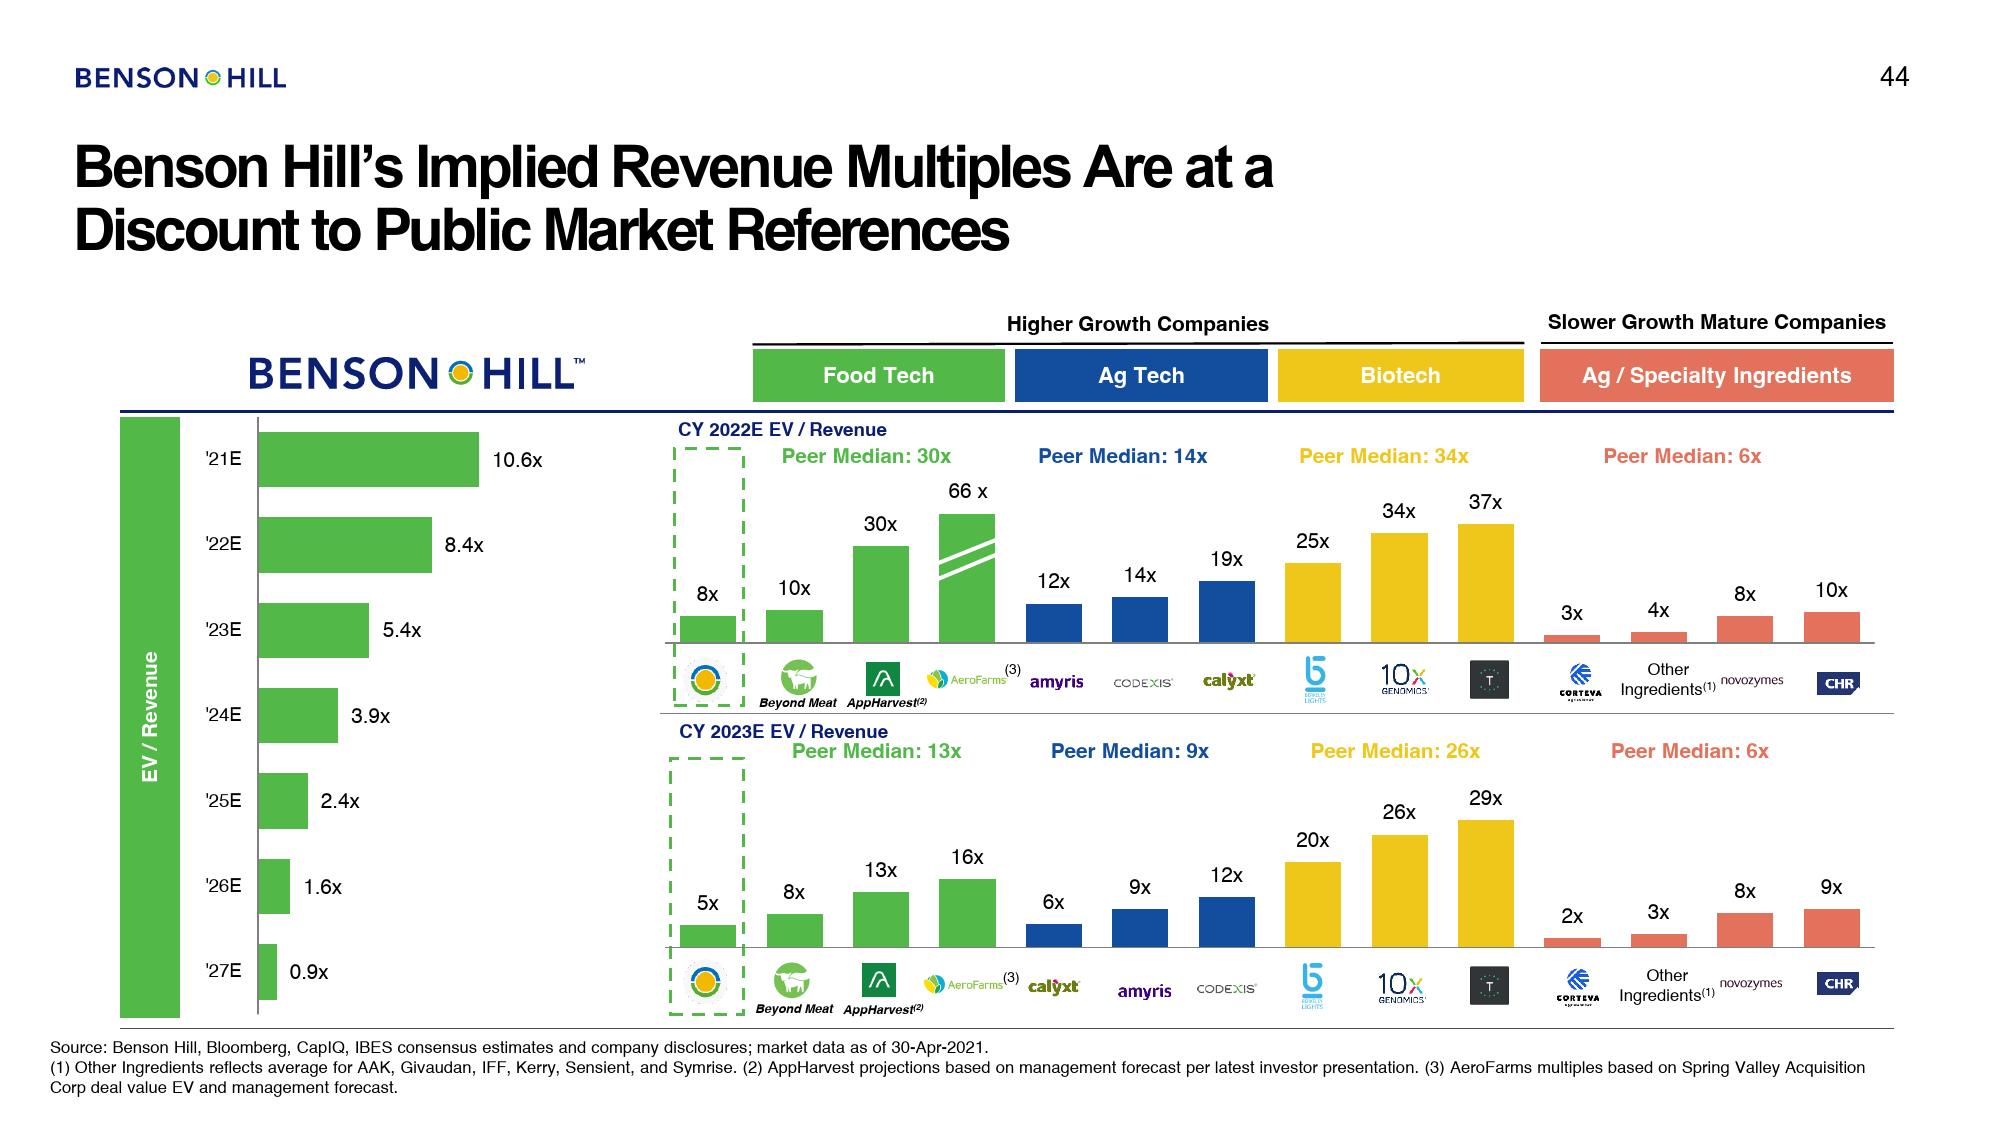 BENSON HILL
44
Benson Hill's Implied Revenue Multiples Are at a
Discount to Public Market References
BENSON HILL™
Higher Growth Companies
Slower Growth Mature Companies
Food Tech
Ag Tech
Biotech
Ag / Specialty Ingredients
EV / Revenue
'21E 10.6x
'22E 8.4x
'23E 5.4x
'24E 3.9x
'25E 2.4x
'26E 1.6x
'27E 0.9x
CY 2022E EV / Revenue
Peer Median: 30x
Peer Median: 14x
Peer Median: 34x
Peer Median: 6x
8x
10x
30x
66 x
12x
14x
19x
25x
34x
37x
3x
4x
8x
10x
Beyond Meat
AppHarvest(2)
AeroFarms(3)
amyris
CODEXIS
calyxt
BERKELEY
LIGHTS
10x
GENOMICS
T
CORTEVA
agriscience
Other
Ingredients(1)
novozymes
CHR
CY 2023E EV / Revenue
Peer Median: 13x
Peer Median: 9x
Peer Median: 26x
Peer Median: 6x
5x
8x
13x
16x
6x
9x
12x
20x
26x
29x
2x
3x
8x
9x
Beyond Meat
AppHarvest(2)
AeroFarms(3)
calyxt
amyris
CODEXIS
BERKELEY
LIGHTS
10x
GENOMICS
T
CORTEVA
agriscience
Other
Ingredients(1)
novozymes
CHR
Source: Benson Hill, Bloomberg, CapIQ, IBES consensus estimates and company disclosures; market data as of 30-Apr-2021.
(1) Other Ingredients reflects average for AAK, Givaudan, IFF, Kerry, Sensient, and Symrise. (2) AppHarvest projections based on management forecast per latest investor presentation. (3) AeroFarms multiples based on Spring Valley Acquisition
Corp deal value EV and management forecast.